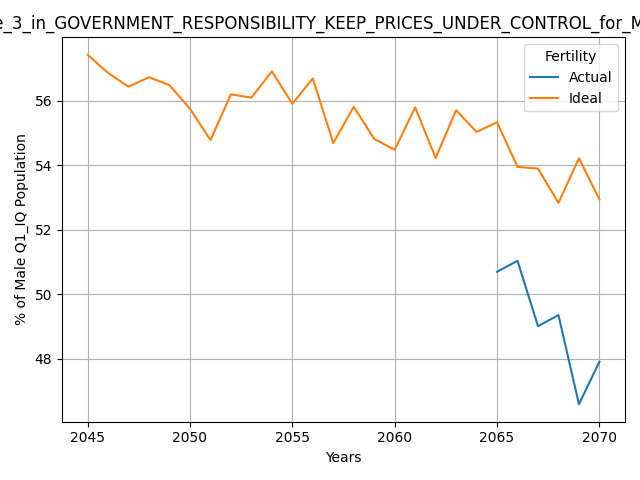 e_3_in_GOVERNMENT_RESPONSIBILITY_KEEP_PRICES_UNDER_CONTROL_for_M
Fertility
Actual
Ideal
% of Male Q1_IQ Population
56
54
52
50
48
2045
2050
2055
2060
2065
2070
Years